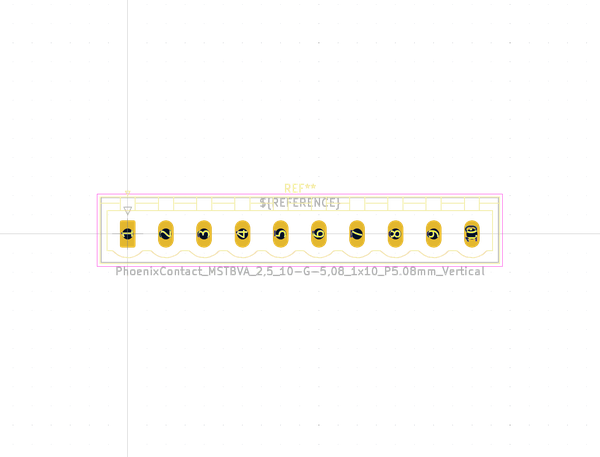 REF**
${REFERENCE}
1 2 3 4 5 6 7 8 9 10
PhoenixContact_MSTBVA_2,5_10-G-5,08_1x10_P5.08mm_Vertical